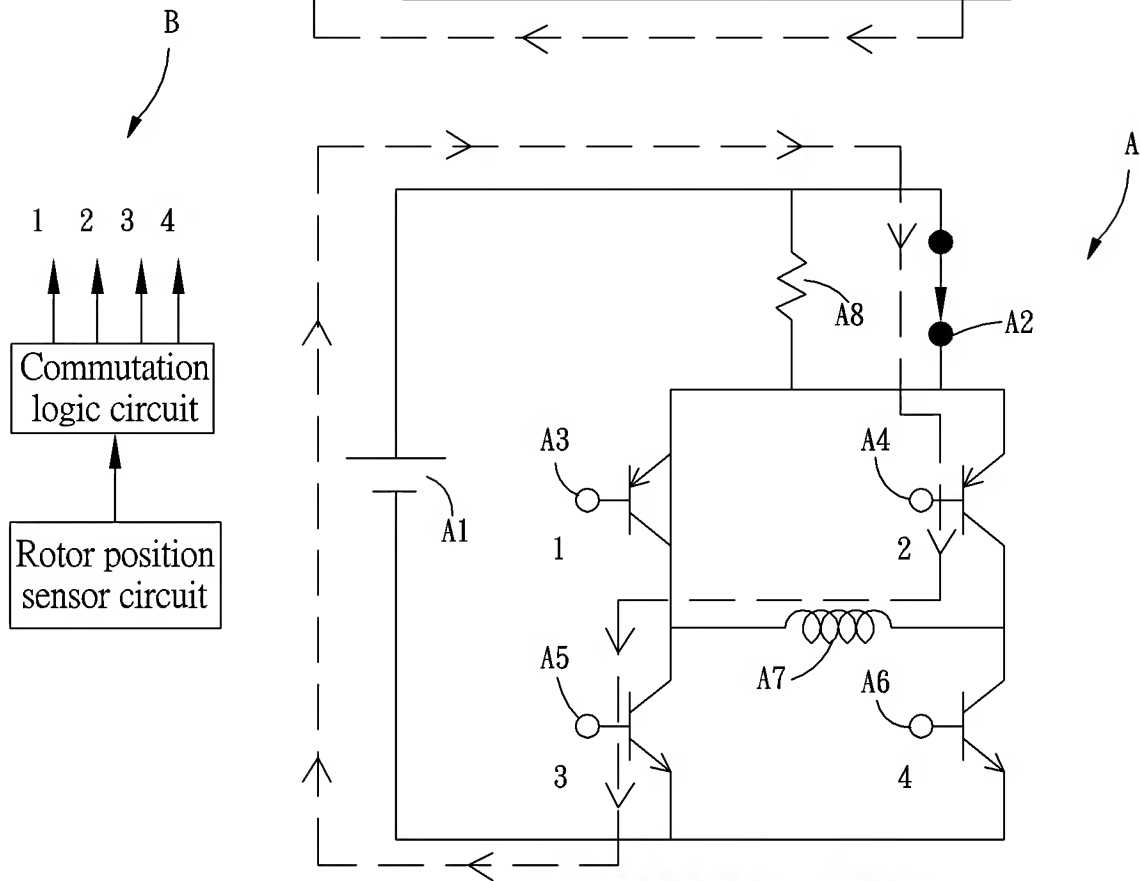 B
A
1 2 3 4
A8
A2
Commutation
logic circuit
A3
A4
A1
1
2
Rotor position
sensor circuit
A5
A7
A6
3
4